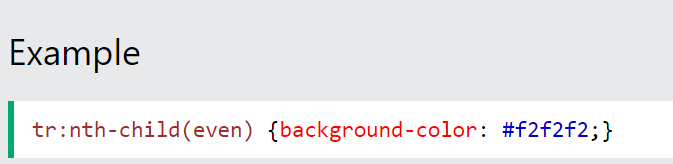 Example
tr:nth-child(even) {background-color: #f2f2f2;}